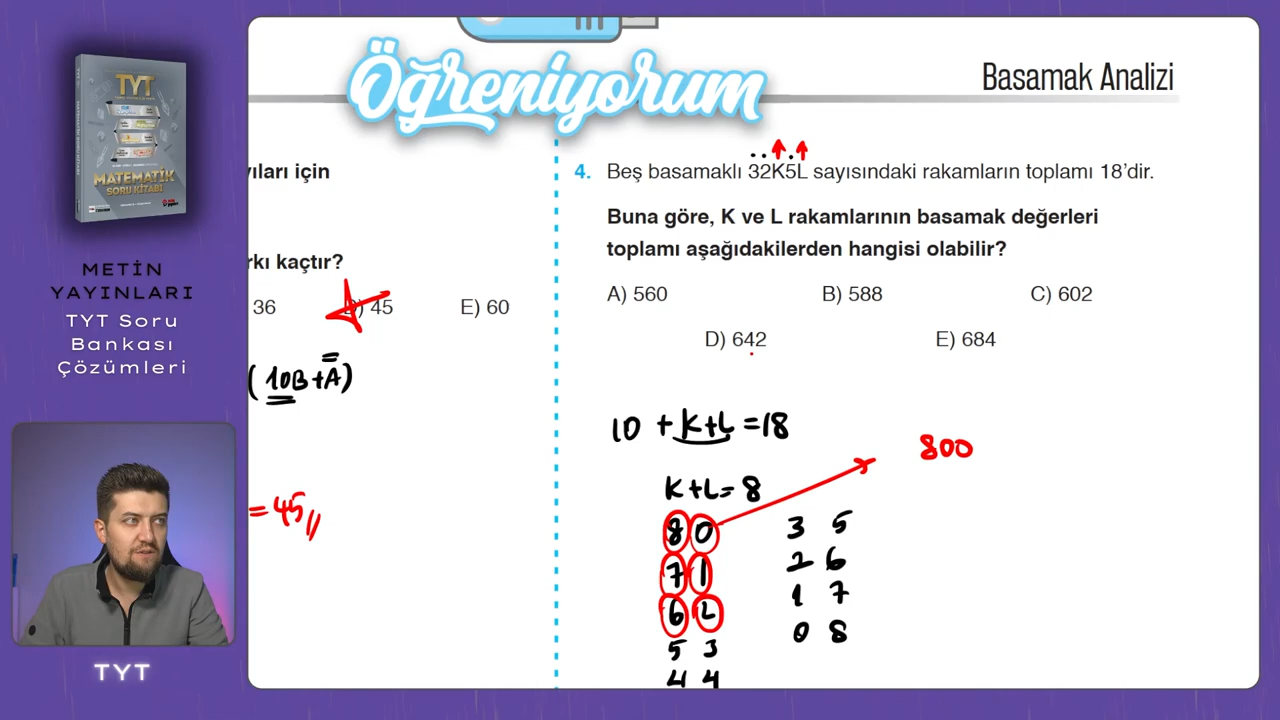 Öğreniyorum
Basamak Analizi
TYT
MATEMATİK
SORU KİTABI
METİN
YAYINLARI
TYT Soru
Bankası
Çözümleri
TYT
yıları için
rkı kaçtır?
36 D) 45 E) 60
(10B+A)
=45//
4. Beş basamaklı 32K5L sayısındaki rakamların toplamı 18'dir.
Buna göre, K ve L rakamlarının basamak değerleri
toplamı aşağıdakilerden hangisi olabilir?
A) 560 B) 588 C) 602
D) 642 E) 684
10 + K+L = 18
800
K+L= 8
8 0 3 5
7 1 2 6
6 2 1 7
0 8
5 3
4 4